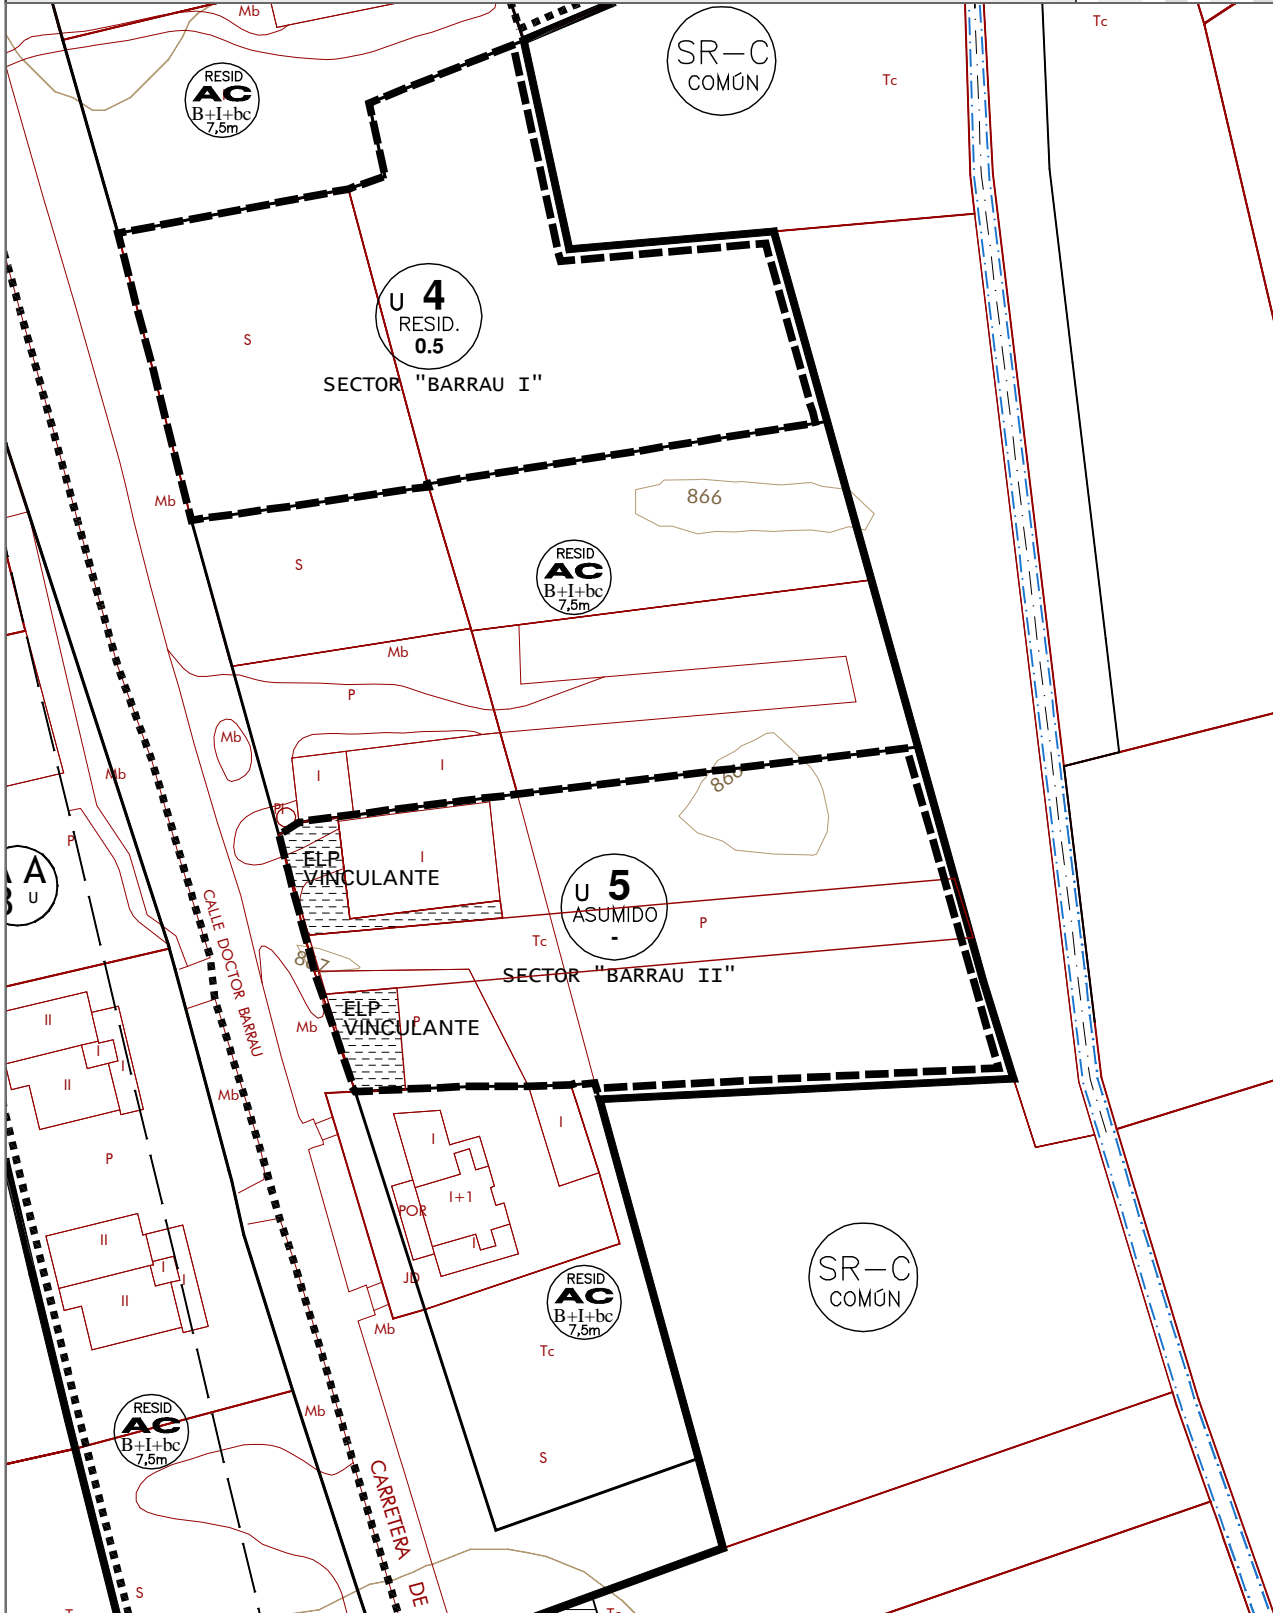 Mb
Tc
SR-C
COMÚN
Tc
RESID
AC
B+I+bc
7,5m
U 4
RESID.
0.5
S
SECTOR "BARRAU I"
Mb
866
S
RESID
AC
B+I+bc
7,5m
Mb
P
Mb
Mb
I
I
866
PI
P
A
U
ELP
VINCULANTE
I
U 5
ASUMIDO
-
P
Tc
SECTOR "BARRAU II"
867
CALLE DOCTOR BARRAU
ELP
VINCULANTE
P
Mb
II
I
I
II
Mb
I
I
P
I+1
POR
I
II
I
I
II
JD
SR-C
COMÚN
RESID
AC
B+I+bc
7,5m
Mb
Tc
RESID
AC
B+I+bc
7,5m
Mb
S
CARRETERA DE
S